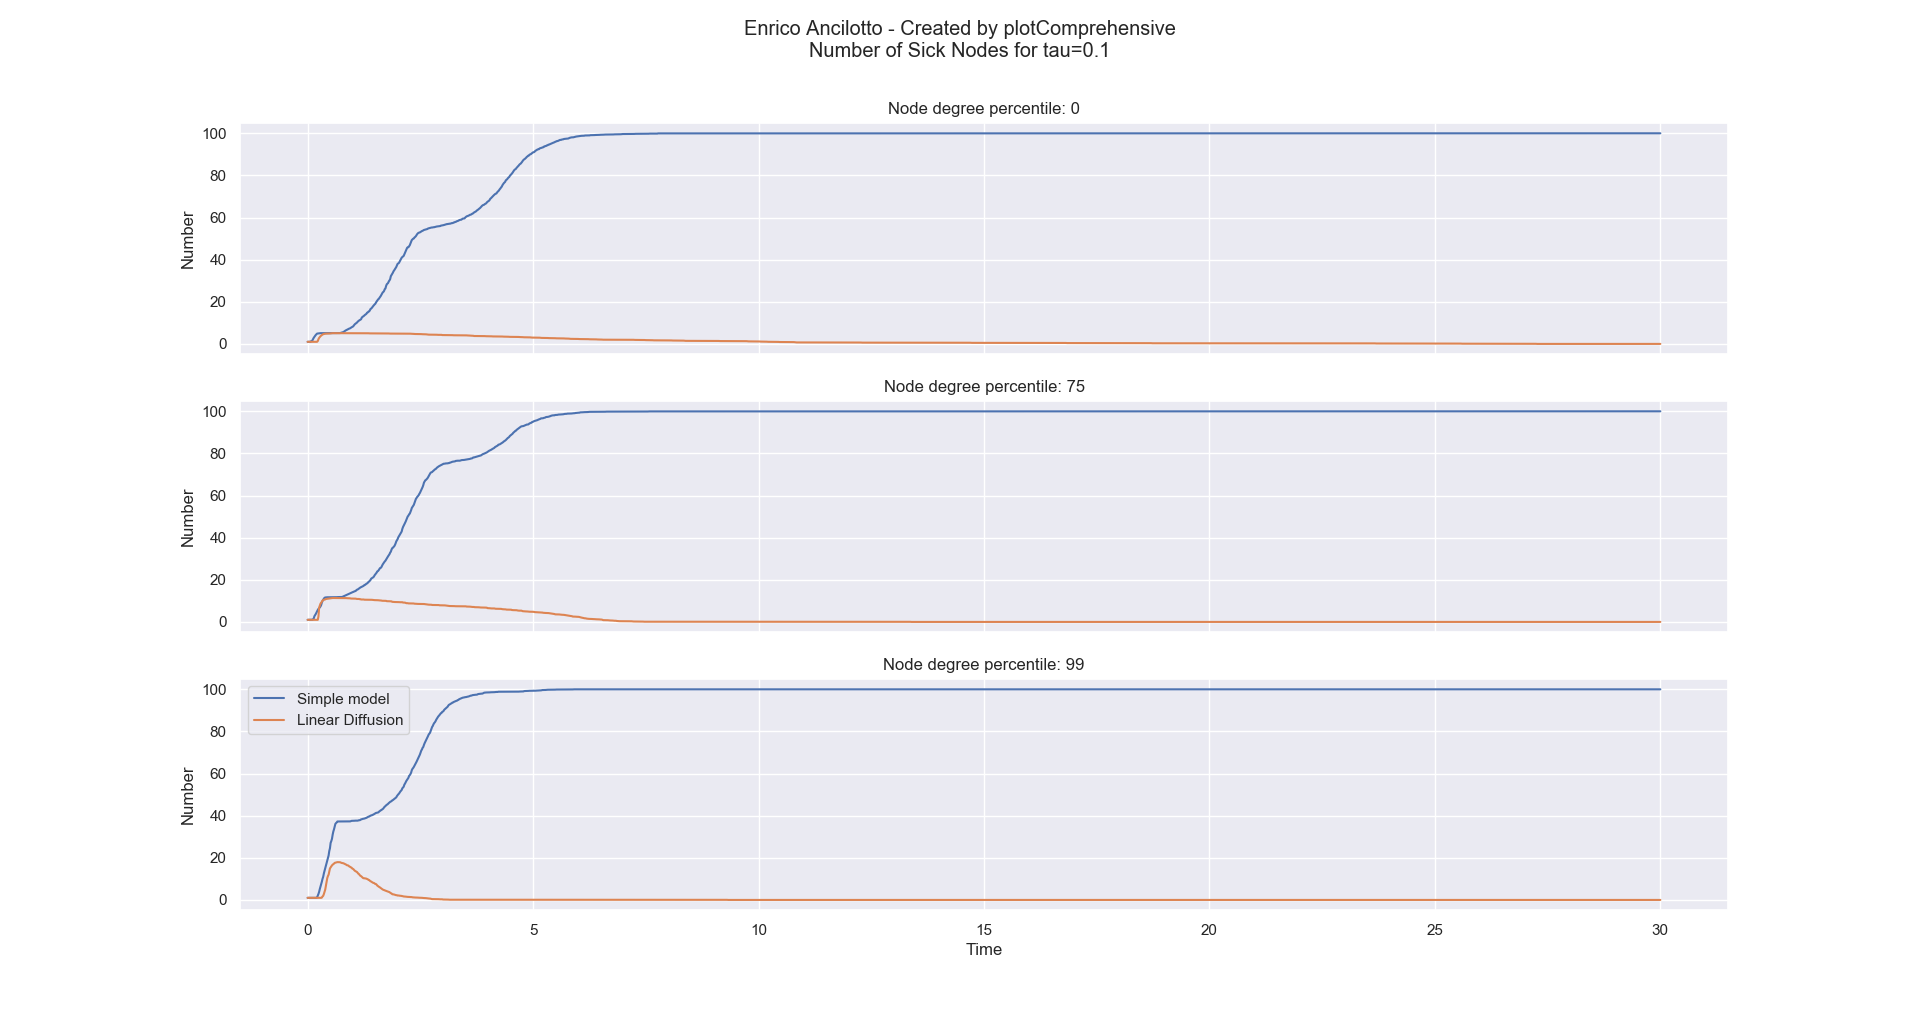 Enrico Ancilotto - Created by plotComprehensive
Number of Sick Nodes for tau=0.1
Node degree percentile: 0
100
80
60
40
20
0
Number
Node degree percentile: 75
100
80
60
40
20
0
Number
Node degree percentile: 99
Simple model
Linear Diffusion
100
80
60
40
20
0
Number
0 5 10 15 20 25 30
Time